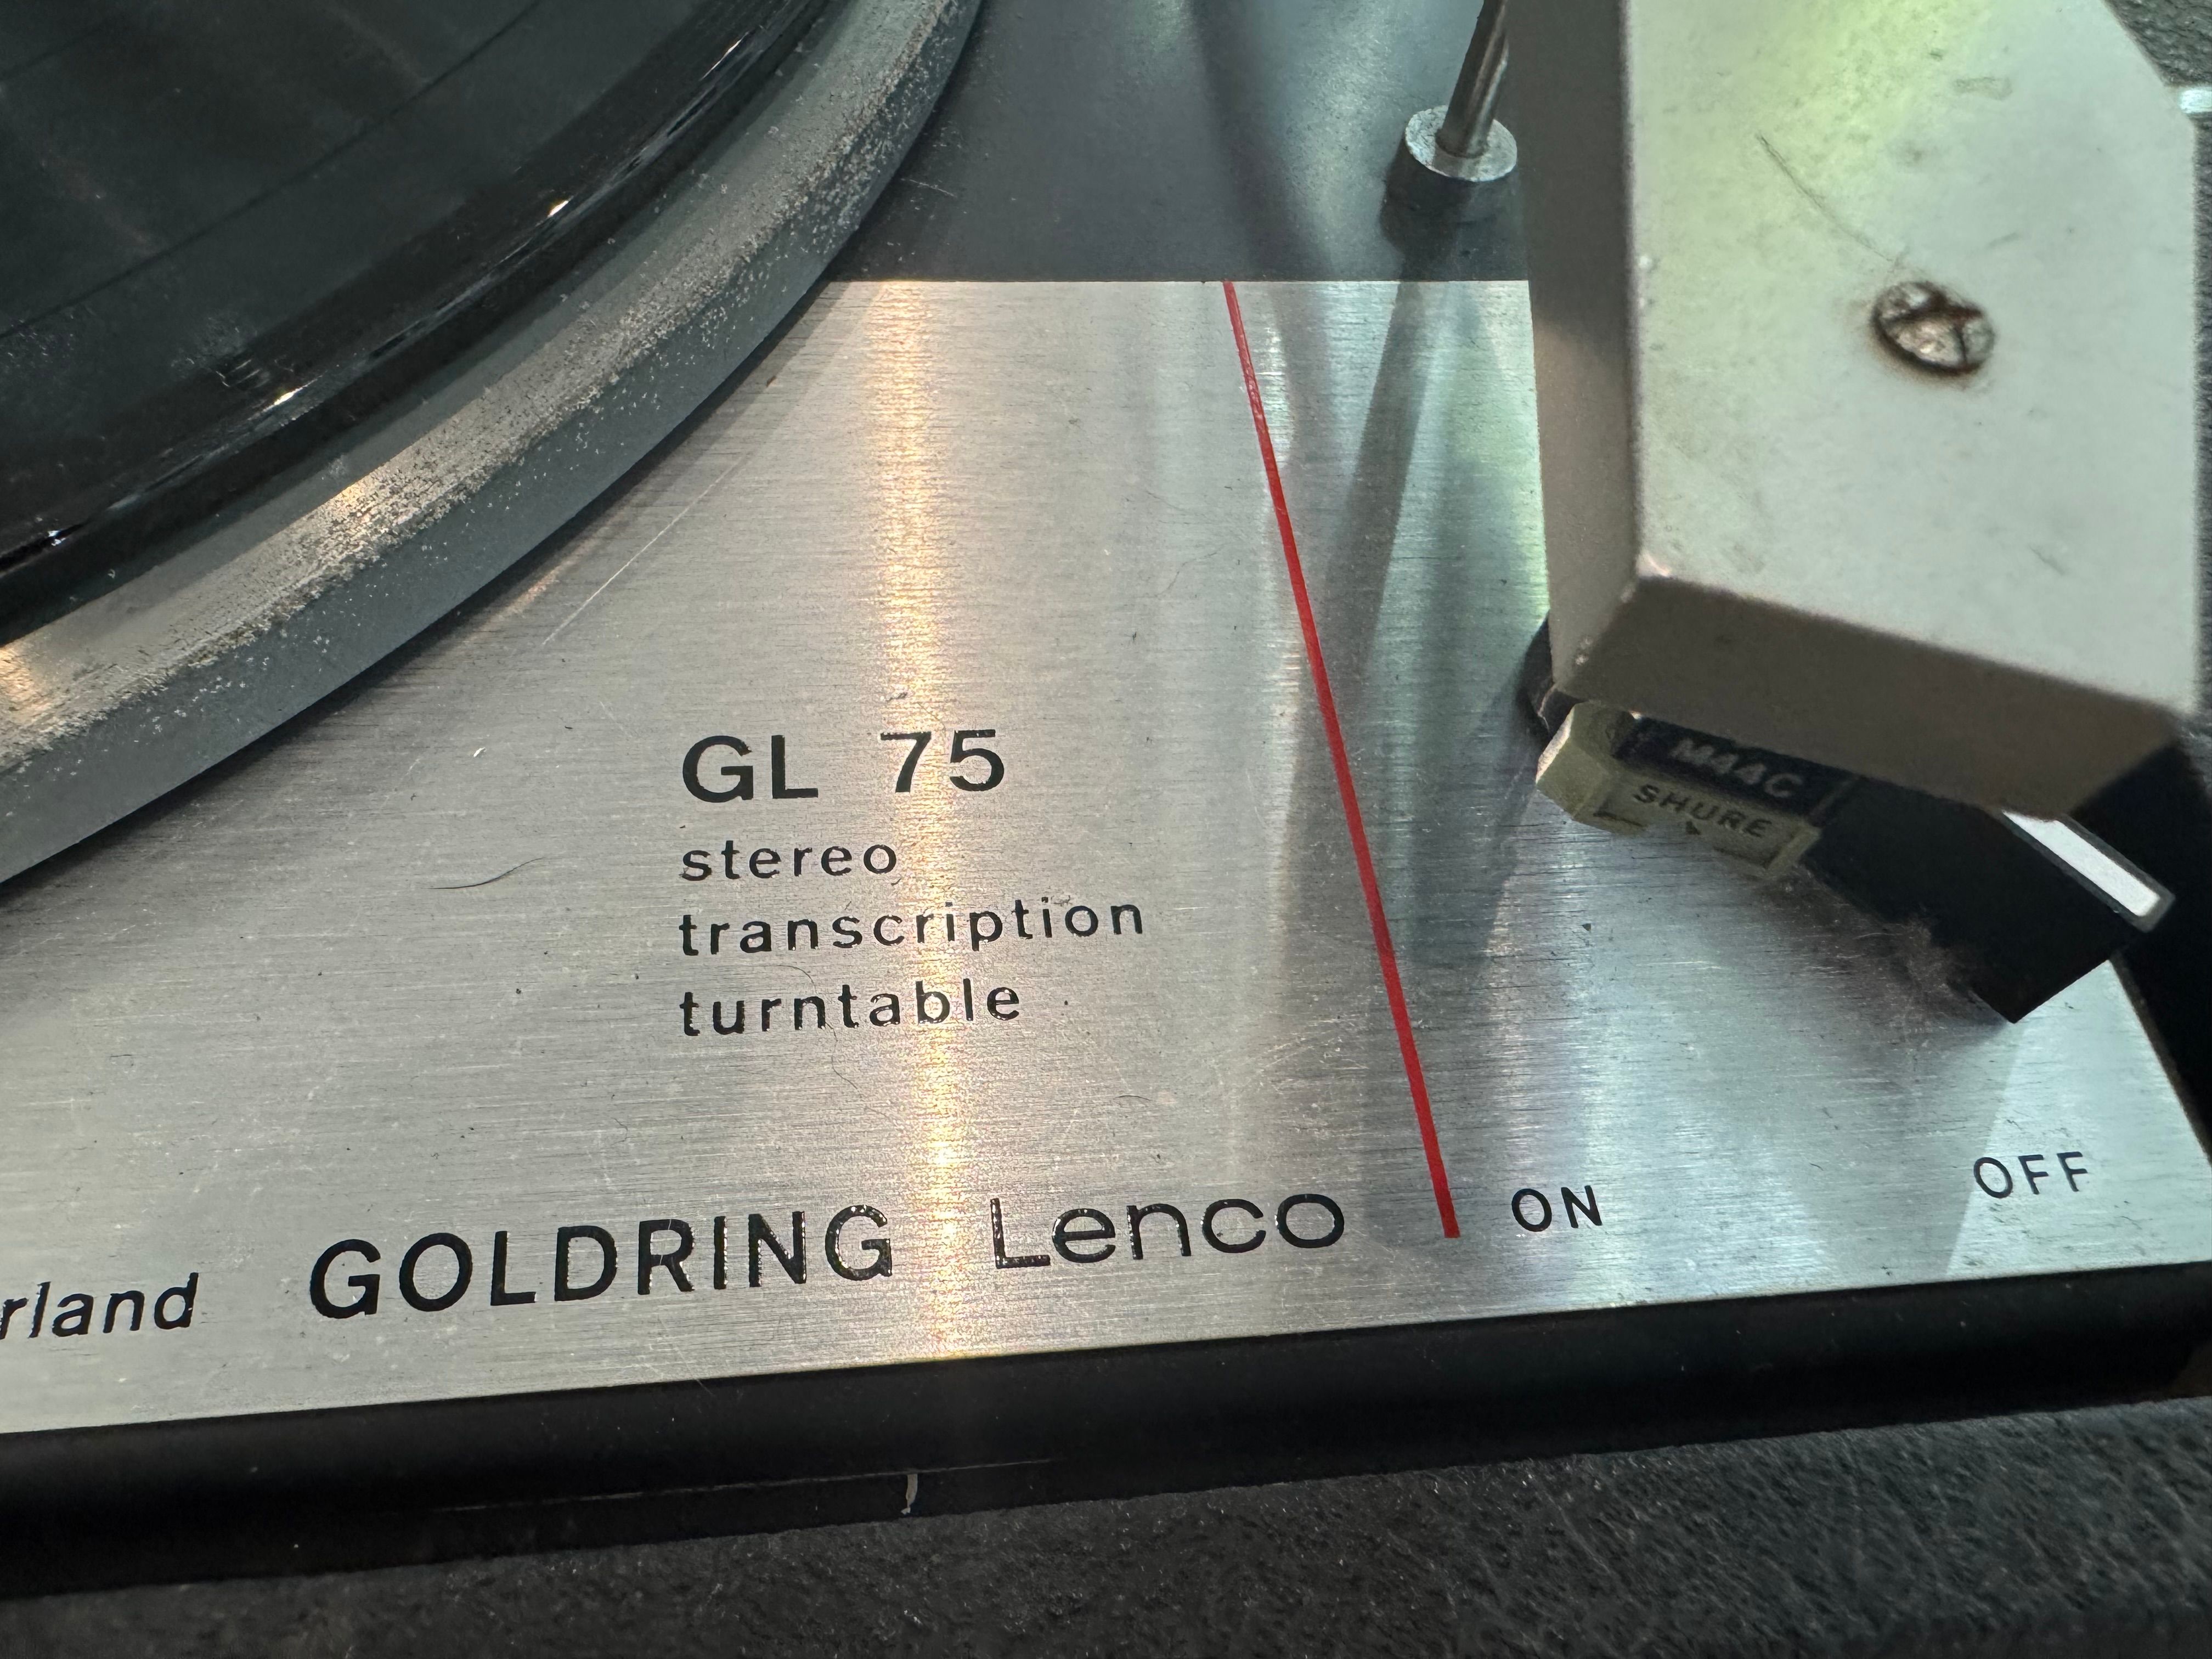 GL 75
stereo
transcription
turntable
M44C
SHURE
rland GOLDRING Lenco ON OFF